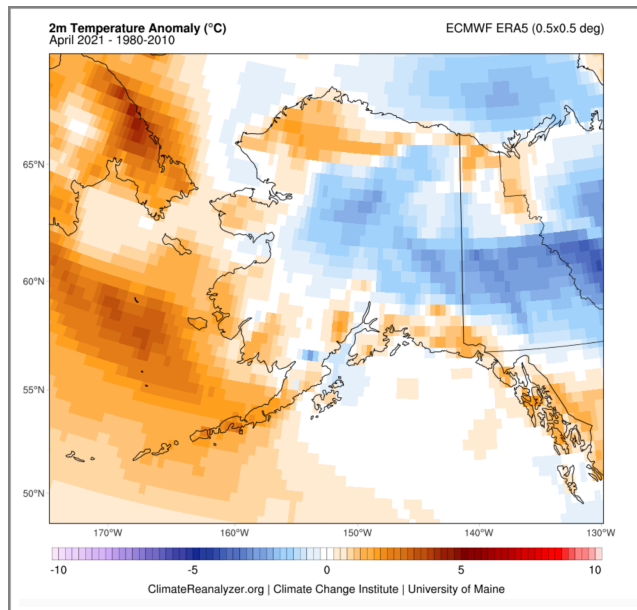 2m Temperature Anomaly (°C)
April 2021 - 1980-2010
ECMWF ERA5 (0.5x0.5 deg)
65°N
60°N
55°N
50°N
170°W 160°W 150°W 140°W 130°W
-10 -5 0 5 10
ClimateReanalyzer.org | Climate Change Institute | University of Maine